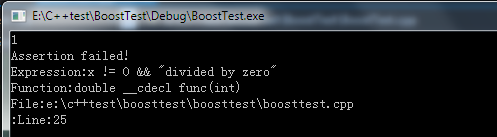 E:\C++test\BoostTest\Debug\BoostTest.exe
1
Assertion failed!
Expression:x != 0 && "divided by zero"
Function:double __cdecl func(int)
File:e:\c++test\boosttest\boosttest\boosttest.cpp
:Line:25